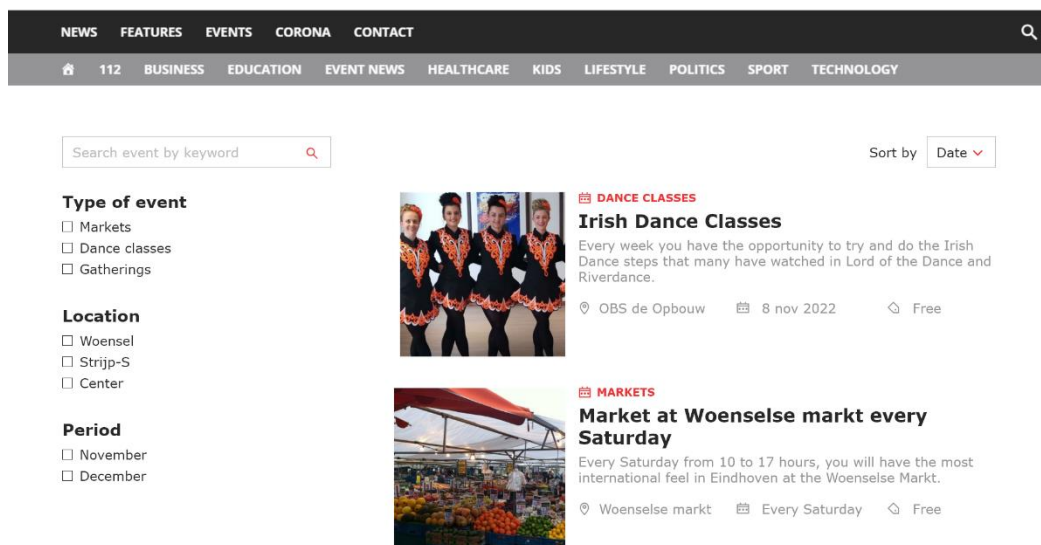 NEWS FEATURES EVENTS CORONA CONTACT
112 BUSINESS EDUCATION EVENT NEWS HEALTHCARE KIDS LIFESTYLE POLITICS SPORT TECHNOLOGY
Search event by keyword
Sort by Date
Type of event
Markets
Dance classes
Gatherings
Location
Woensel
Strijp-S
Center
Period
November
December
DANCE CLASSES
Irish Dance Classes
Every week you have the opportunity to try and do the Irish
Dance steps that many have watched in Lord of the Dance and
Riverdance.
OBS de Opbouw 8 nov 2022 Free
MARKETS
Market at Woenselse markt every
Saturday
Every Saturday from 10 to 17 hours, you will have the most
international feel in Eindhoven at the Woenselse Markt.
Woenselse markt Every Saturday Free